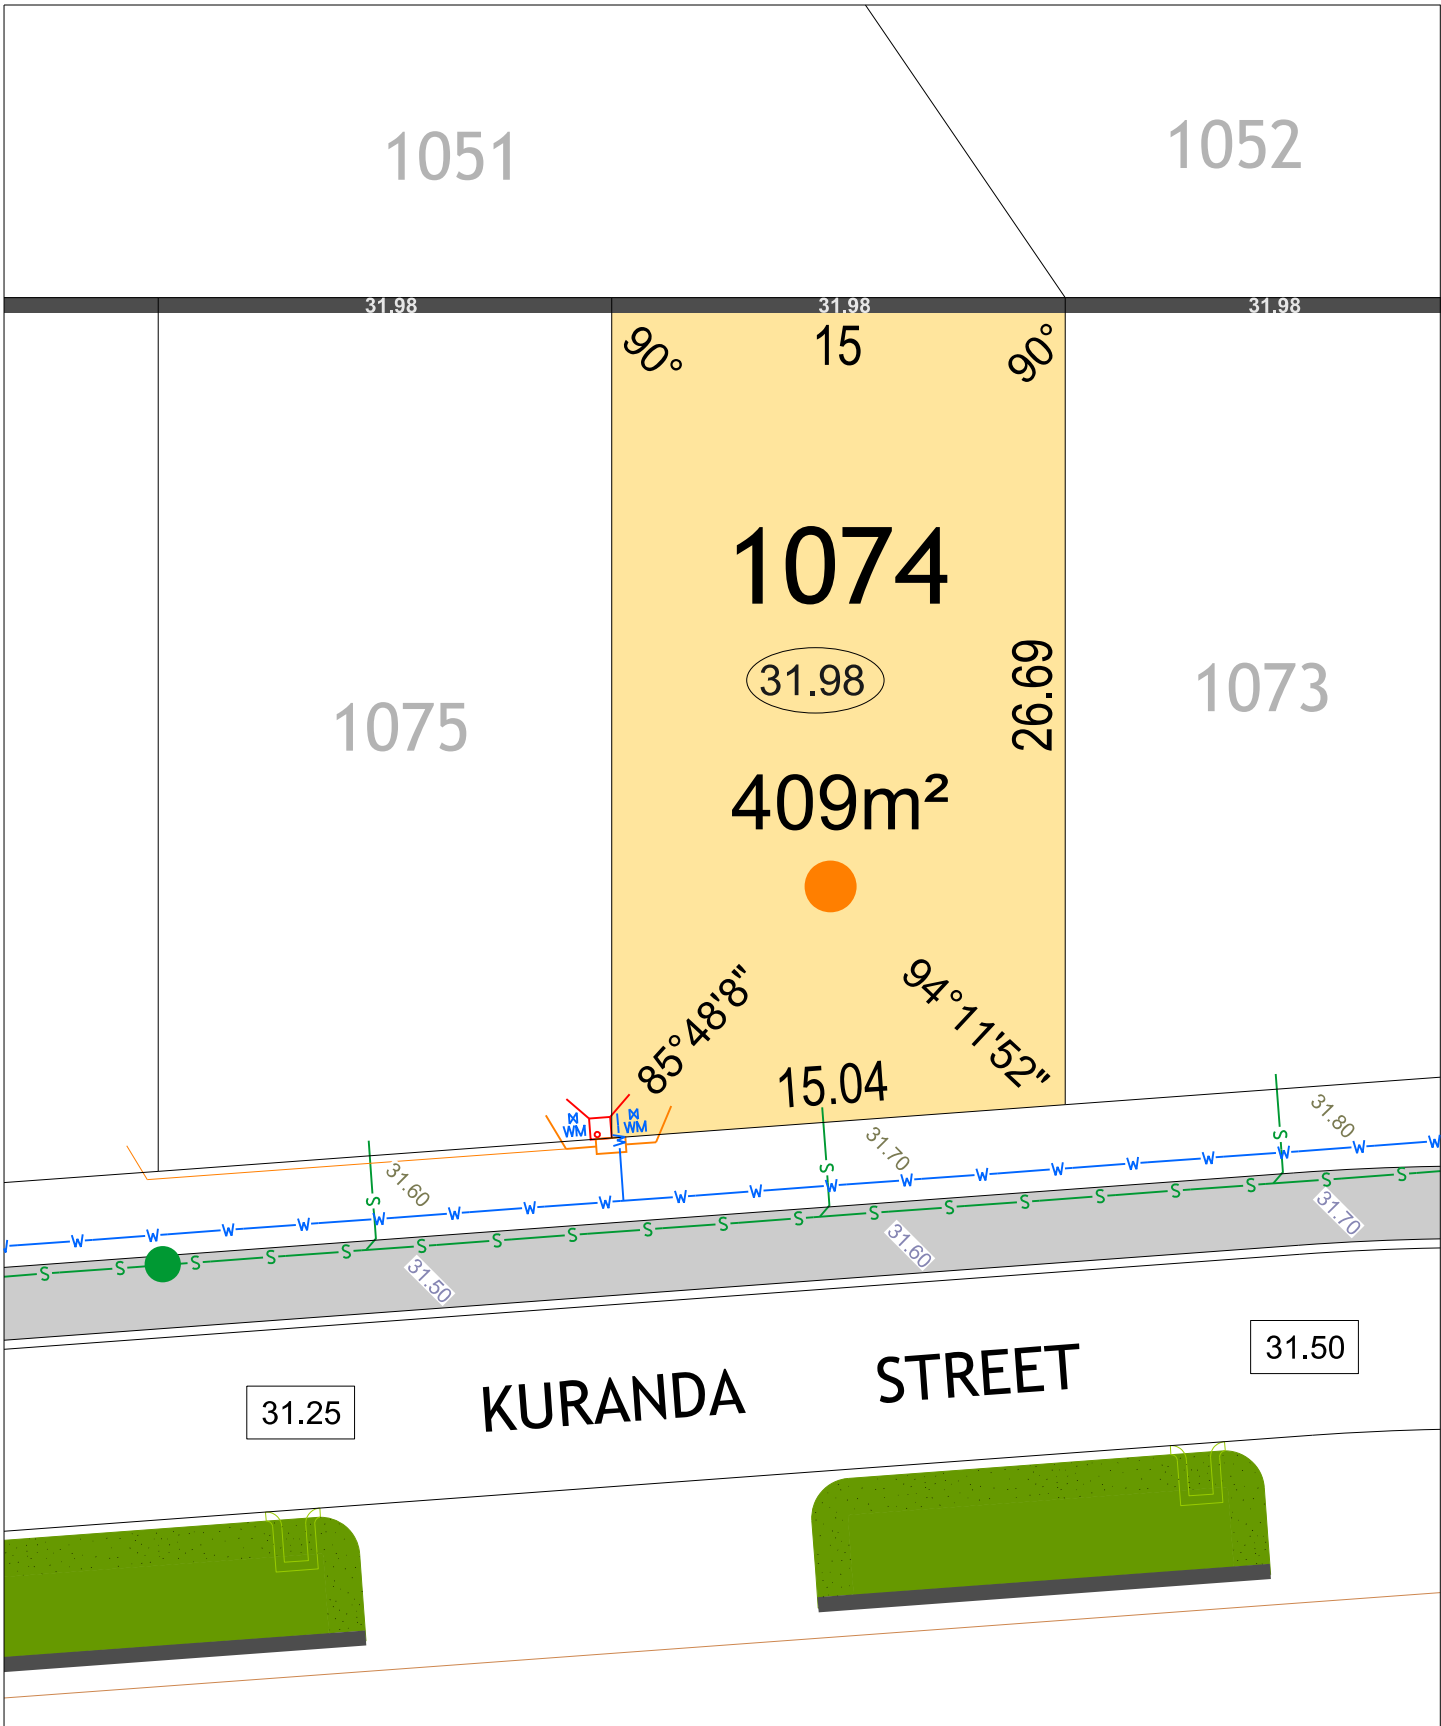 1051
1052
31.98
31.98
31.98
90°
15
90°
1074
31.98
26.69
1075
1073
409m²
85°48'8"
94°11'52"
15.04
WM
WM
W
31.80
31.70
31.60
S
S
S
W W W W W W W W W W W W W W W W W W W W
S S S S S S S S S S S S S S S S S S S
31.70
31.60
31.50
31.50
KURANDA STREET
31.25